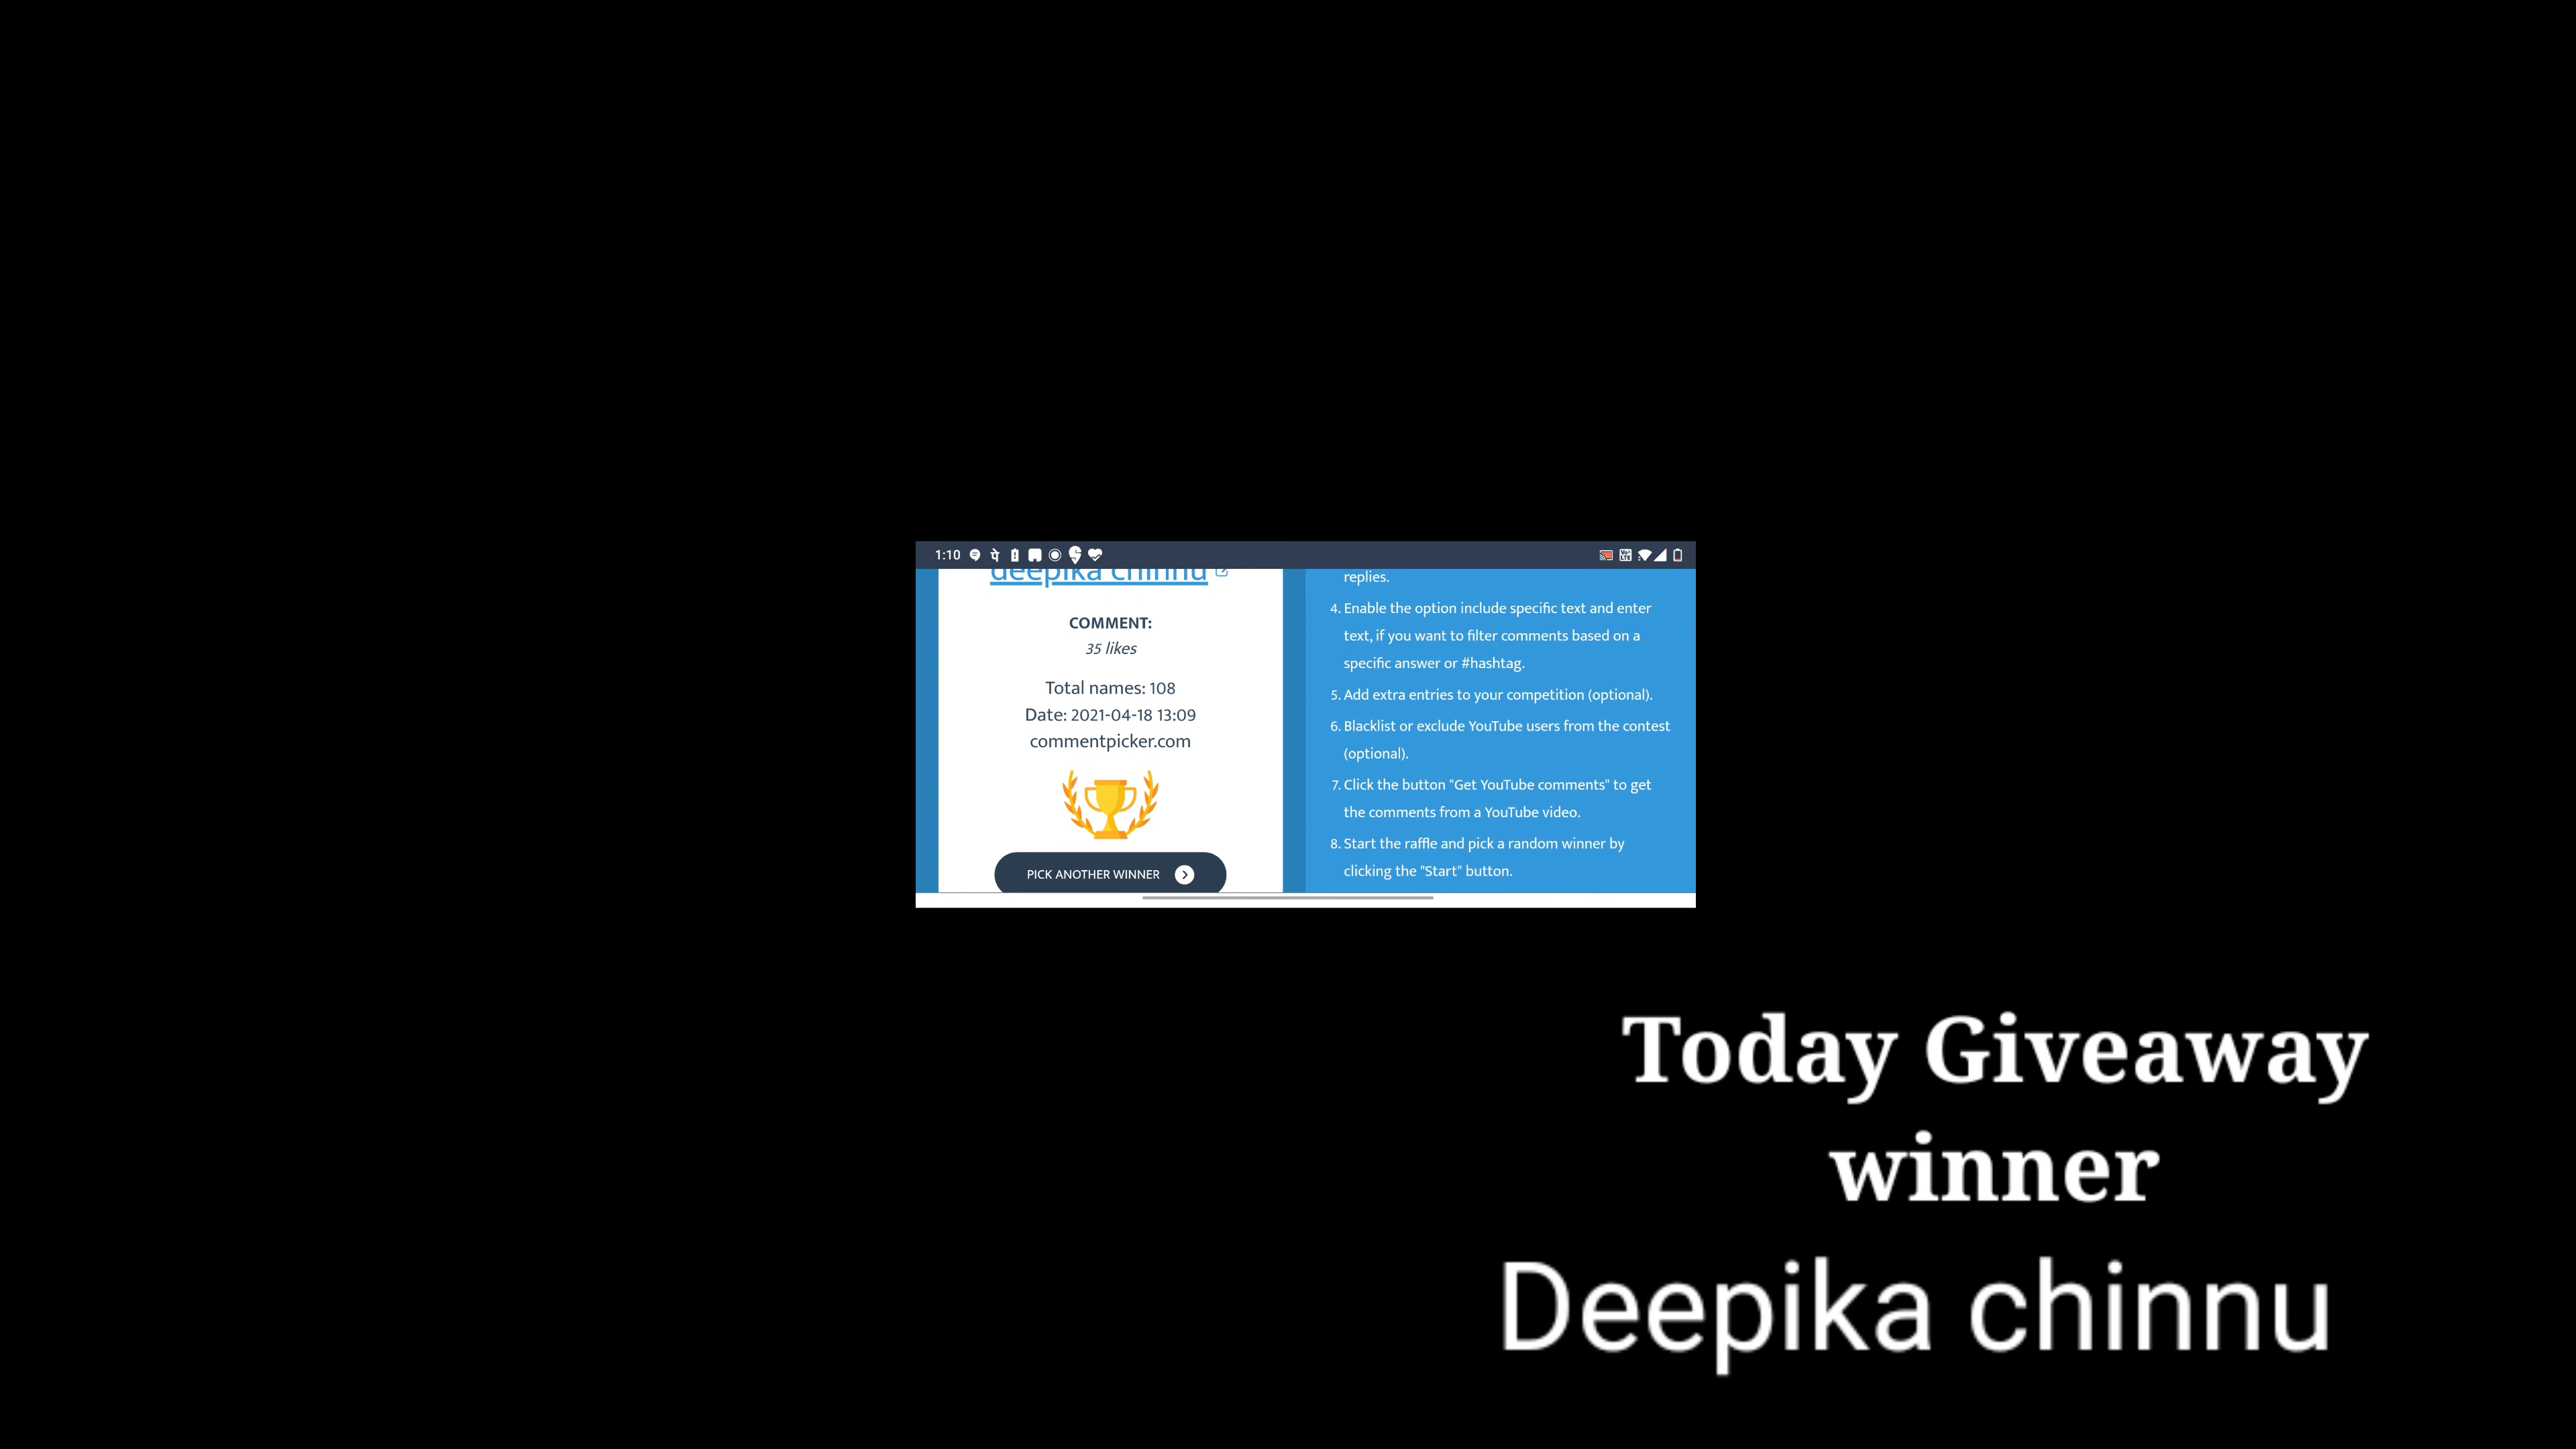 1:10
deepika chinnu
COMMENT:
35 likes
Total names: 108
Date: 2021-04-18 13:09
commentpicker.com
PICK ANOTHER WINNER
replies.
4. Enable the option include specific text and enter
text, if you want to filter comments based on a
specific answer or #hashtag.
5. Add extra entries to your competition (optional).
6. Blacklist or exclude YouTube users from the contest
(optional).
7. Click the button "Get YouTube comments" to get
the comments from a YouTube video.
8. Start the raffle and pick a random winner by
clicking the "Start" button.
Today Giveaway
winner
Deepika chinnu